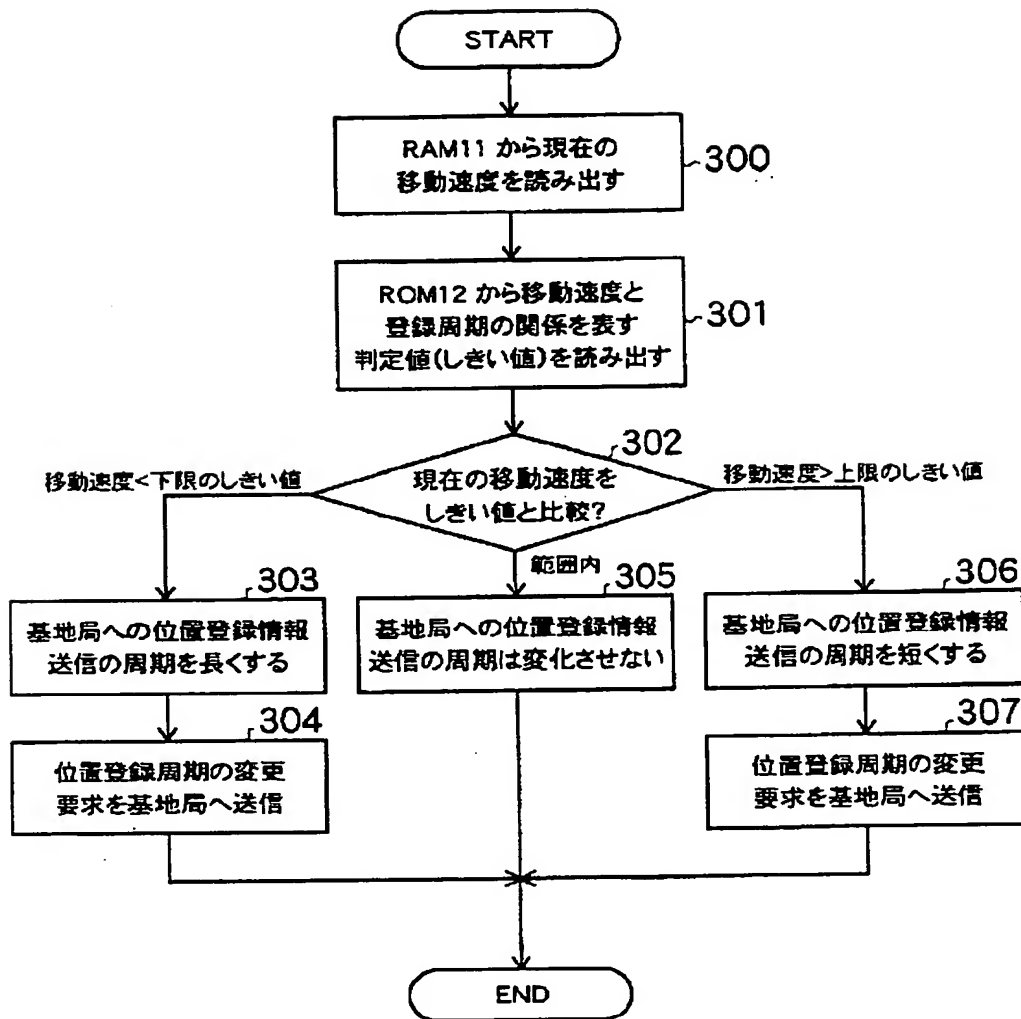 START
RAM11 から現在の
移動速度を読み出す
300
ROM12 から移動速度と
登録周期の関係を表す
判定値(しきい値)を読み出す
301
302
現在の移動速度を
しきい値と比較?
移動速度<下限のしきい値
移動速度>上限のしきい値
範囲内
303
基地局への位置登録情報
送信の周期を長くする
305
基地局への位置登録情報
送信の周期は変化させない
306
基地局への位置登録情報
送信の周期を短くする
304
位置登録周期の変更
要求を基地局へ送信
307
位置登録周期の変更
要求を基地局へ送信
END